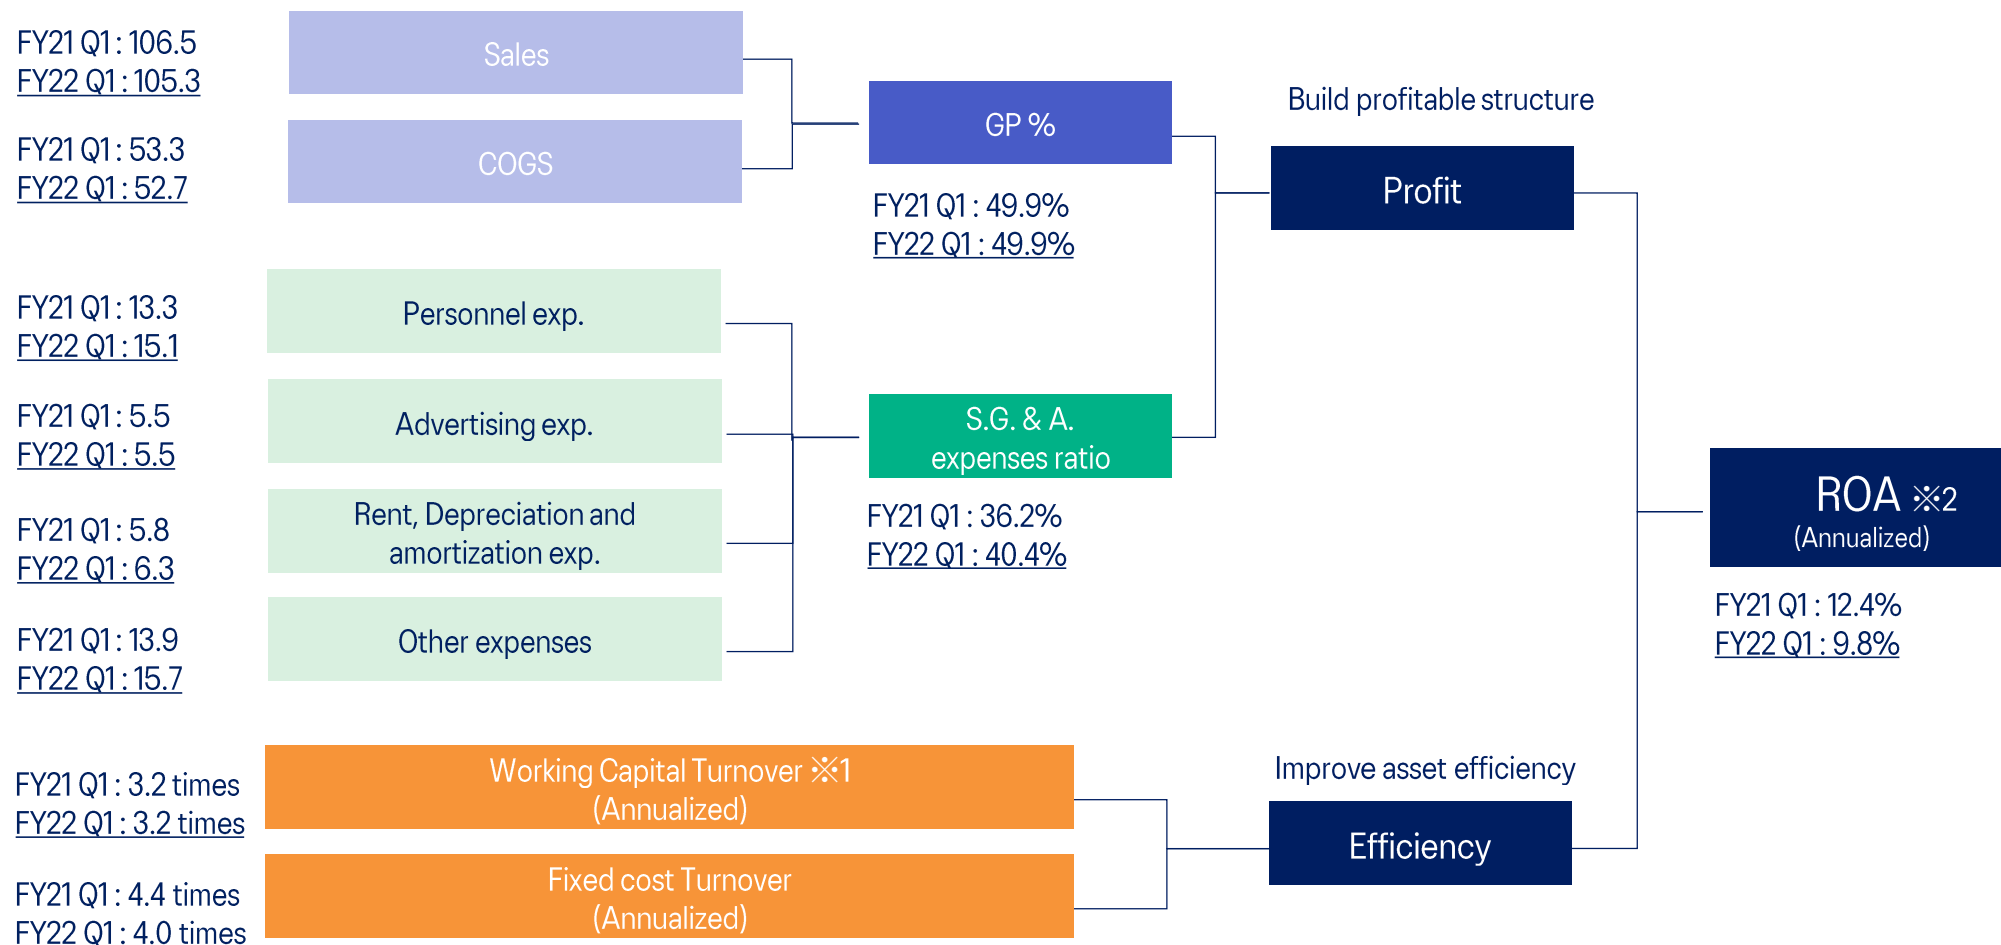 FY21 Q1 : 106.5
FY22 Q1 : 105.3
Sales
FY21 Q1 : 53.3
FY22 Q1 : 52.7
COGS
GP %
FY21 Q1 : 49.9%
FY22 Q1 : 49.9%
Build profitable structure
Profit
FY21 Q1 : 13.3
FY22 Q1 : 15.1
Personnel exp.
FY21 Q1 : 5.5
FY22 Q1 : 5.5
Advertising exp.
FY21 Q1 : 5.8
FY22 Q1 : 6.3
Rent, Depreciation and
amortization exp.
FY21 Q1 : 13.9
FY22 Q1 : 15.7
Other expenses
S.G. & A.
expenses ratio
FY21 Q1 : 36.2%
FY22 Q1 : 40.4%
ROA ※2
(Annualized)
FY21 Q1 : 12.4%
FY22 Q1 : 9.8%
FY21 Q1 : 3.2 times
FY22 Q1 : 3.2 times
Working Capital Turnover ※1
(Annualized)
FY21 Q1 : 4.4 times
FY22 Q1 : 4.0 times
Fixed cost Turnover
(Annualized)
Improve asset efficiency
Efficiency